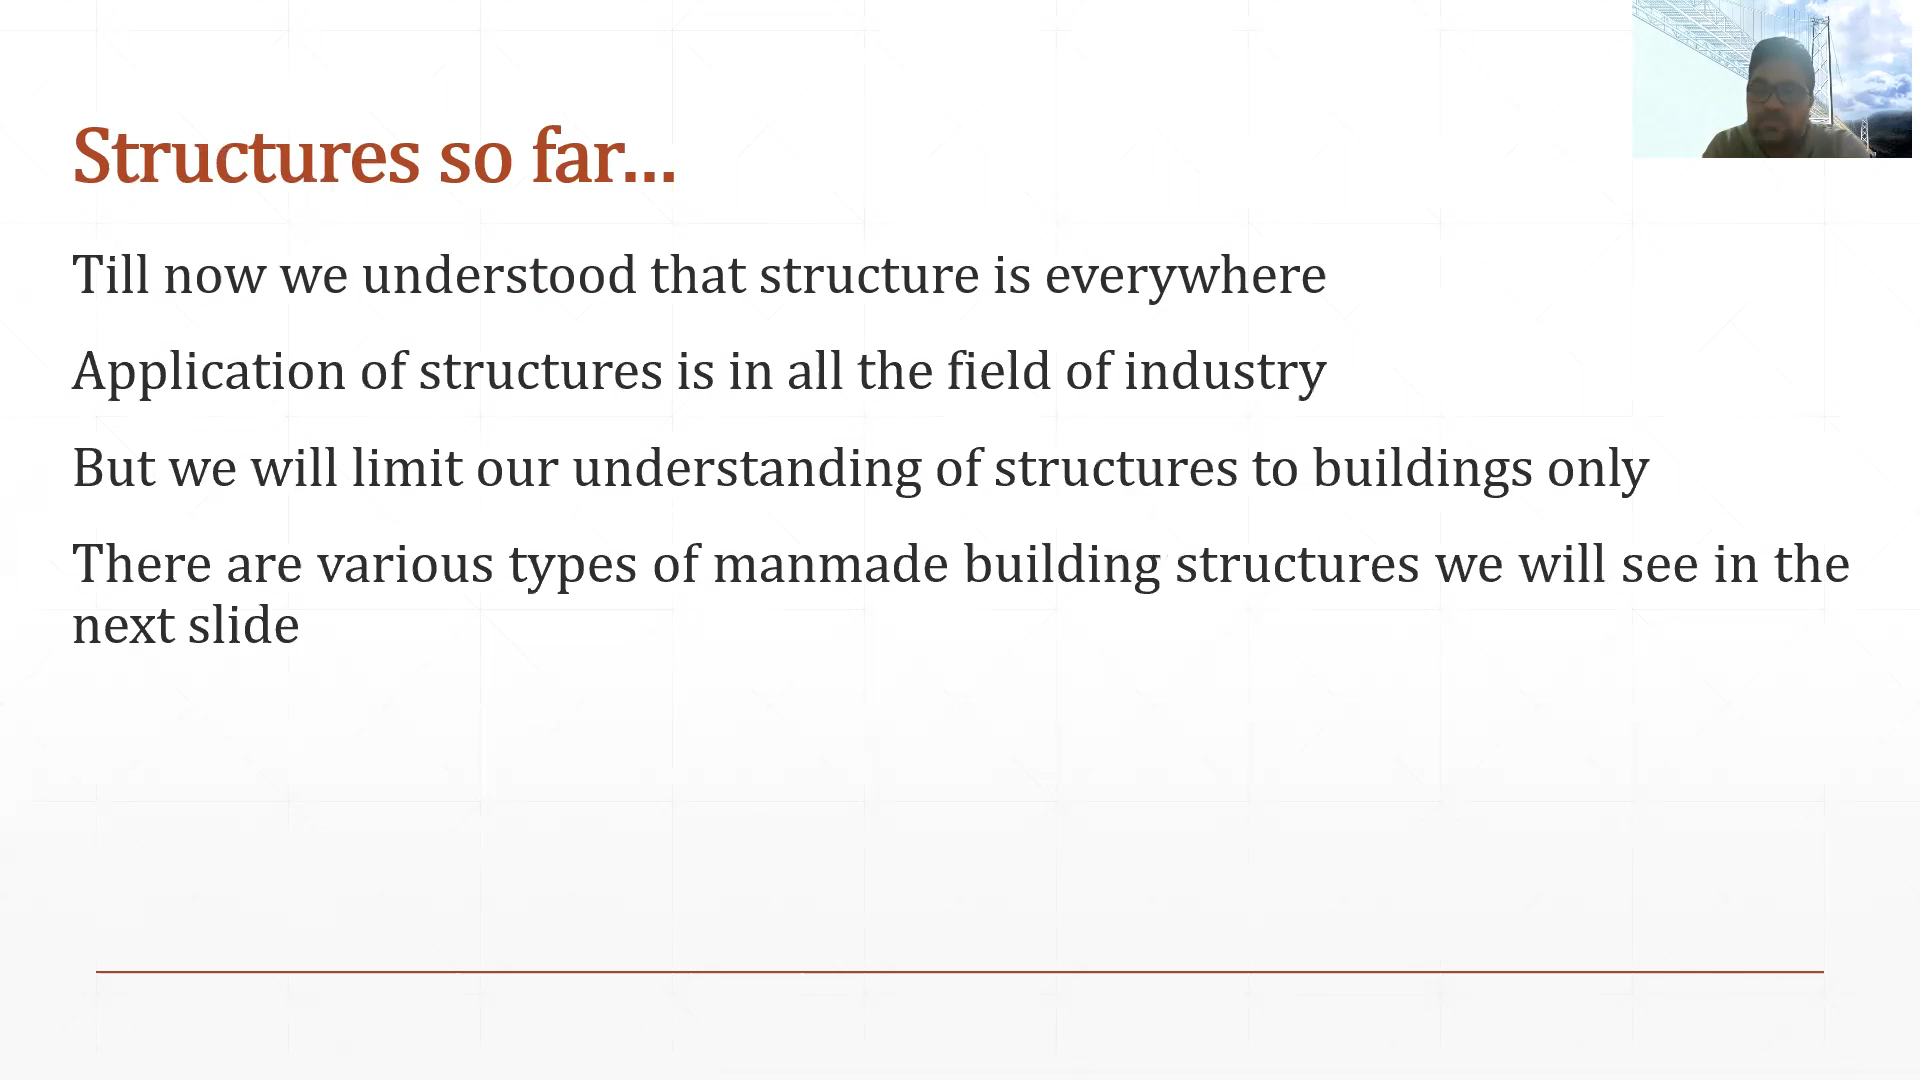 Structures so far...
Till now we understood that structure is everywhere
Application of structures is in all the field of industry
But we will limit our understanding of structures to buildings only
There are various types of manmade building structures we will see in the
next slide